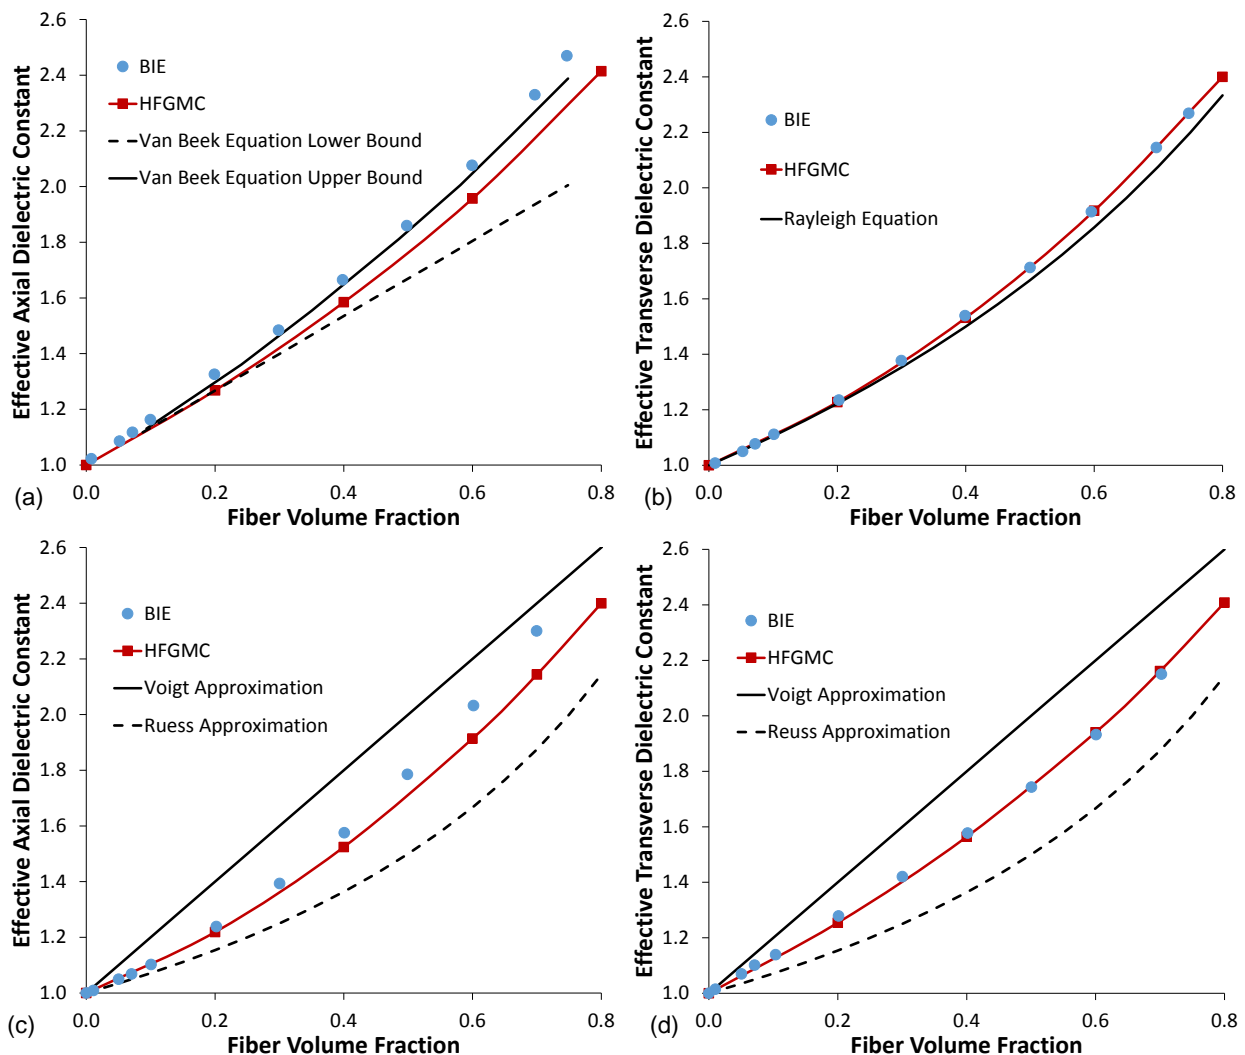 2.6
2.4
2.2
2.0
1.8
1.6
1.4
1.2
1.0
Effective Axial Dielectric Constant
BIE
HFGMC
Van Beek Equation Lower Bound
Van Beek Equation Upper Bound
0.0 0.2 0.4 0.6 0.8
(a)
Fiber Volume Fraction
2.6
2.4
2.2
2.0
1.8
1.6
1.4
1.2
1.0
Effective Transverse Dielectric Constant
BIE
HFGMC
Rayleigh Equation
0.0 0.2 0.4 0.6 0.8
(b)
Fiber Volume Fraction
2.6
2.4
2.2
2.0
1.8
1.6
1.4
1.2
1.0
Effective Axial Dielectric Constant
BIE
HFGMC
Voigt Approximation
Ruess Approximation
0.0 0.2 0.4 0.6 0.8
(c)
Fiber Volume Fraction
2.6
2.4
2.2
2.0
1.8
1.6
1.4
1.2
1.0
Effective Transverse Dielectric Constant
BIE
HFGMC
Voigt Approximation
Reuss Approximation
0.0 0.2 0.4 0.6 0.8
(d)
Fiber Volume Fraction